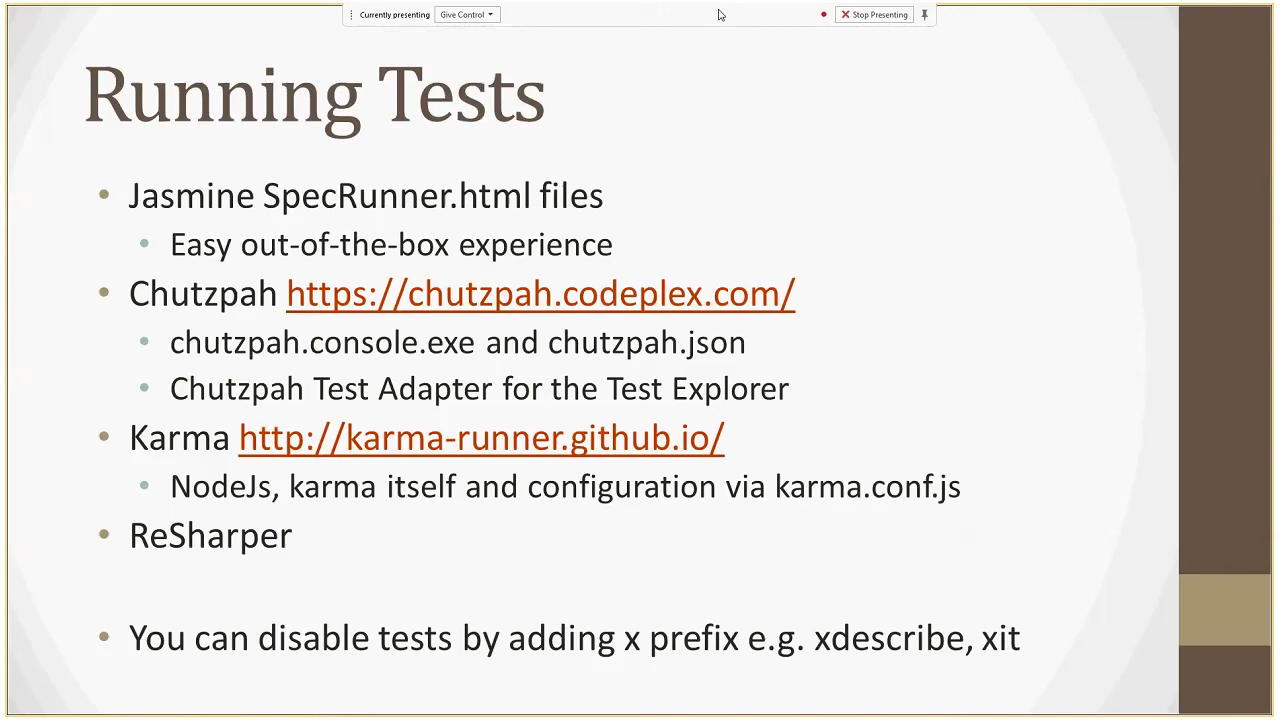 Currently presenting Give Control Stop Presenting
Running Tests
• Jasmine SpecRunner.html files
• Easy out-of-the-box experience
• Chutzpah https://chutzpah.codeplex.com/
• chutzpah.console.exe and chutzpah.json
• Chutzpah Test Adapter for the Test Explorer
• Karma http://karma-runner.github.io/
• NodeJs, karma itself and configuration via karma.conf.js
• ReSharper
• You can disable tests by adding x prefix e.g. xdescribe, xit